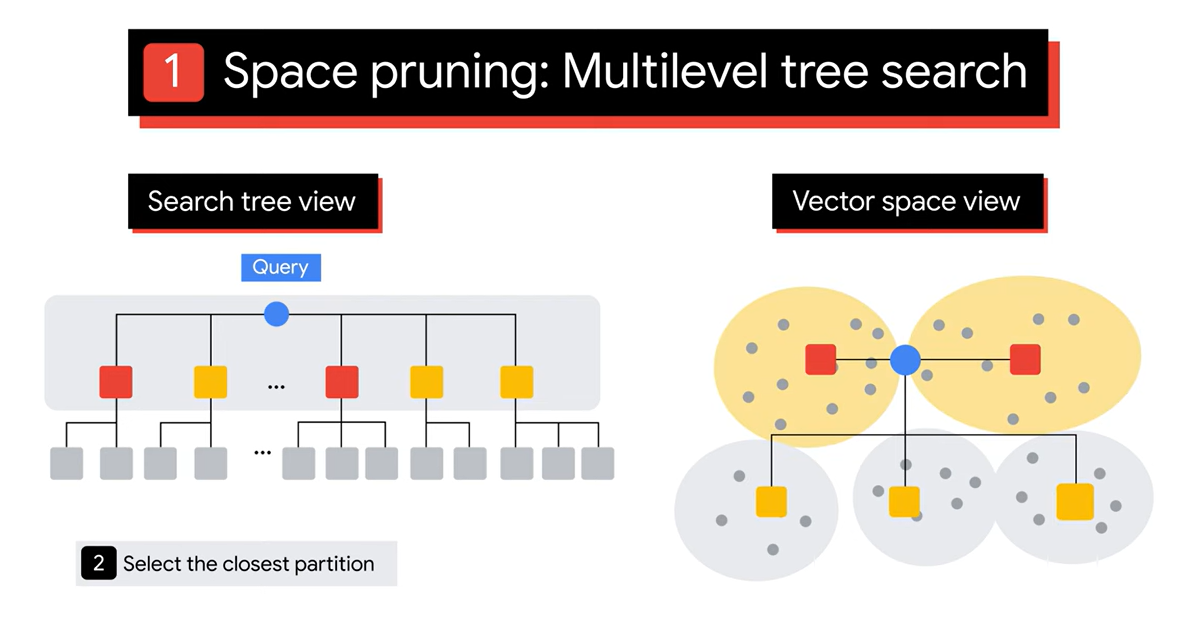 1 Space pruning: Multilevel tree search
Search tree view
Vector space view
Query
...
...
2 Select the closest partition